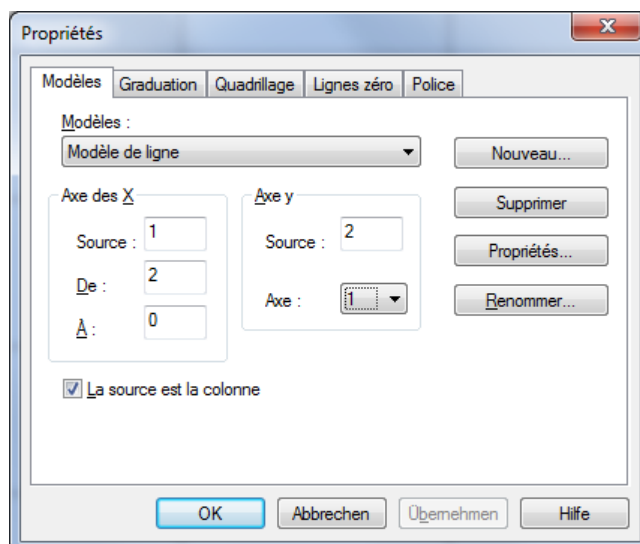 Propriétés
Modèles Graduation Quadrillage Lignes zéro Police
Modèles :
Modèle de ligne
Nouveau...
Axe des X
Axe y
Supprimer
Source : 1
Source : 2
Propriétés...
De : 2
Axe : 1
Renommer...
À : 0
La source est la colonne
OK Abbrechen Übernehmen Hilfe